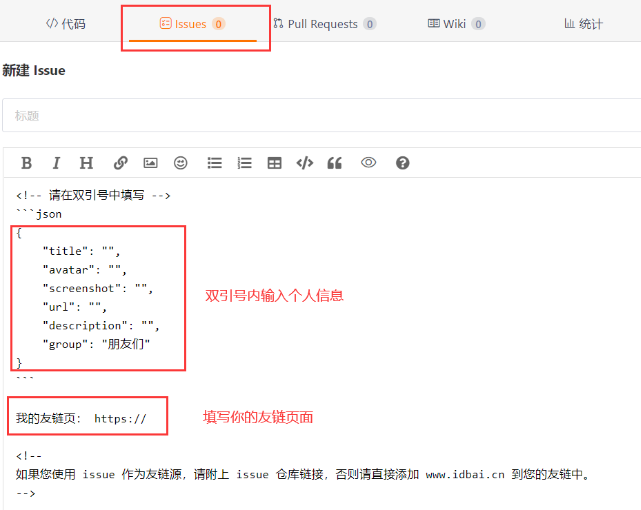 代码 Issues 0 Pull Requests 0 Wiki 0 统计
新建 Issue
标题
<!-- 请在双引号中填写 -->
```json
{
"title": "",
"avatar": "",
"screenshot": "",
双引号内输入个人信息
"url": "",
"description": "",
"group": "朋友们"
}
```
我的友链页： https://
填写你的友链页面
<!--
如果您使用 issue 作为友链源，请附上 issue 仓库链接，否则请直接添加 www.idbai.cn 到您的友链中。
-->